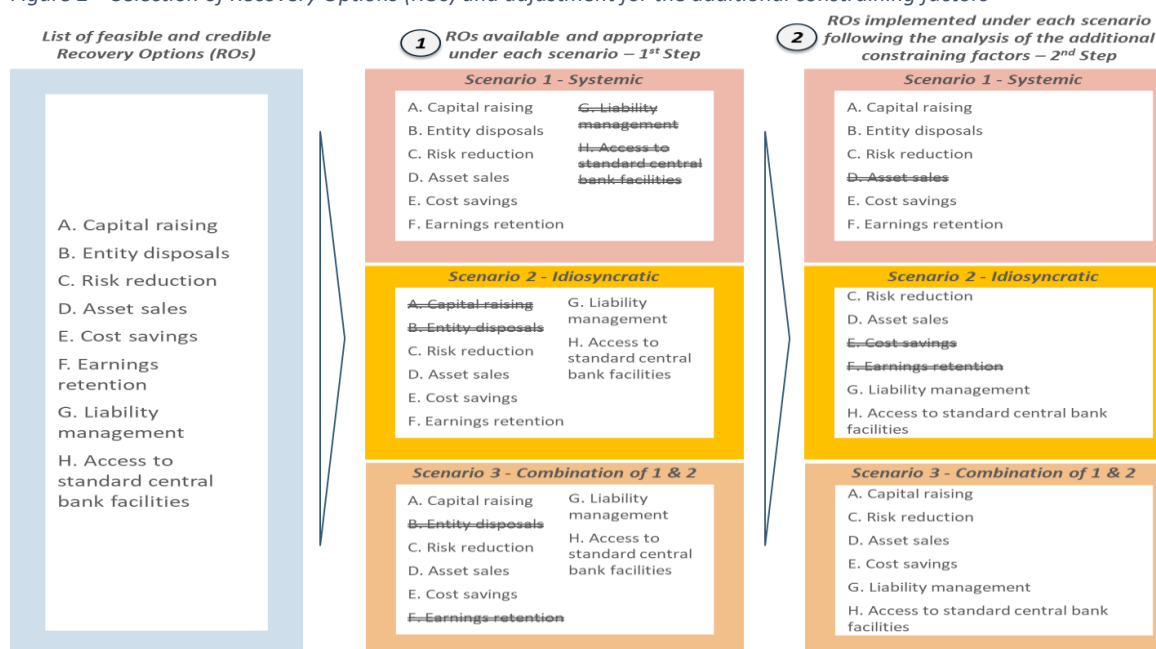 List of feasible and credible
Recovery Options (ROs)
A. Capital raising
B. Entity disposals
C. Risk reduction
D. Asset sales
E. Cost savings
F. Earnings
retention
G. Liability
management
H. Access to
standard central
bank facilities
1
ROs available and appropriate
under each scenario – 1st Step
Scenario 1 - Systemic
A. Capital raising
B. Entity disposals
C. Risk reduction
D. Asset sales
E. Cost savings
F. Earnings retention
G. Liability
management
H. Access to
standard central
bank facilities
Scenario 2 - Idiosyncratic
A. Capital raising
B. Entity disposals
C. Risk reduction
D. Asset sales
E. Cost savings
F. Earnings retention
G. Liability
management
H. Access to
standard central
bank facilities
Scenario 3 - Combination of 1 & 2
A. Capital raising
B. Entity disposals
C. Risk reduction
D. Asset sales
E. Cost savings
F. Earnings retention
G. Liability
management
H. Access to
standard central
bank facilities
2
ROs implemented under each scenario
following the analysis of the additional
constraining factors – 2nd Step
Scenario 1 - Systemic
A. Capital raising
B. Entity disposals
C. Risk reduction
D. Asset sales
E. Cost savings
F. Earnings retention
Scenario 2 - Idiosyncratic
C. Risk reduction
D. Asset sales
E. Cost savings
F. Earnings retention
G. Liability management
H. Access to standard central bank
facilities
Scenario 3 - Combination of 1 & 2
A. Capital raising
C. Risk reduction
D. Asset sales
E. Cost savings
G. Liability management
H. Access to standard central bank
facilities